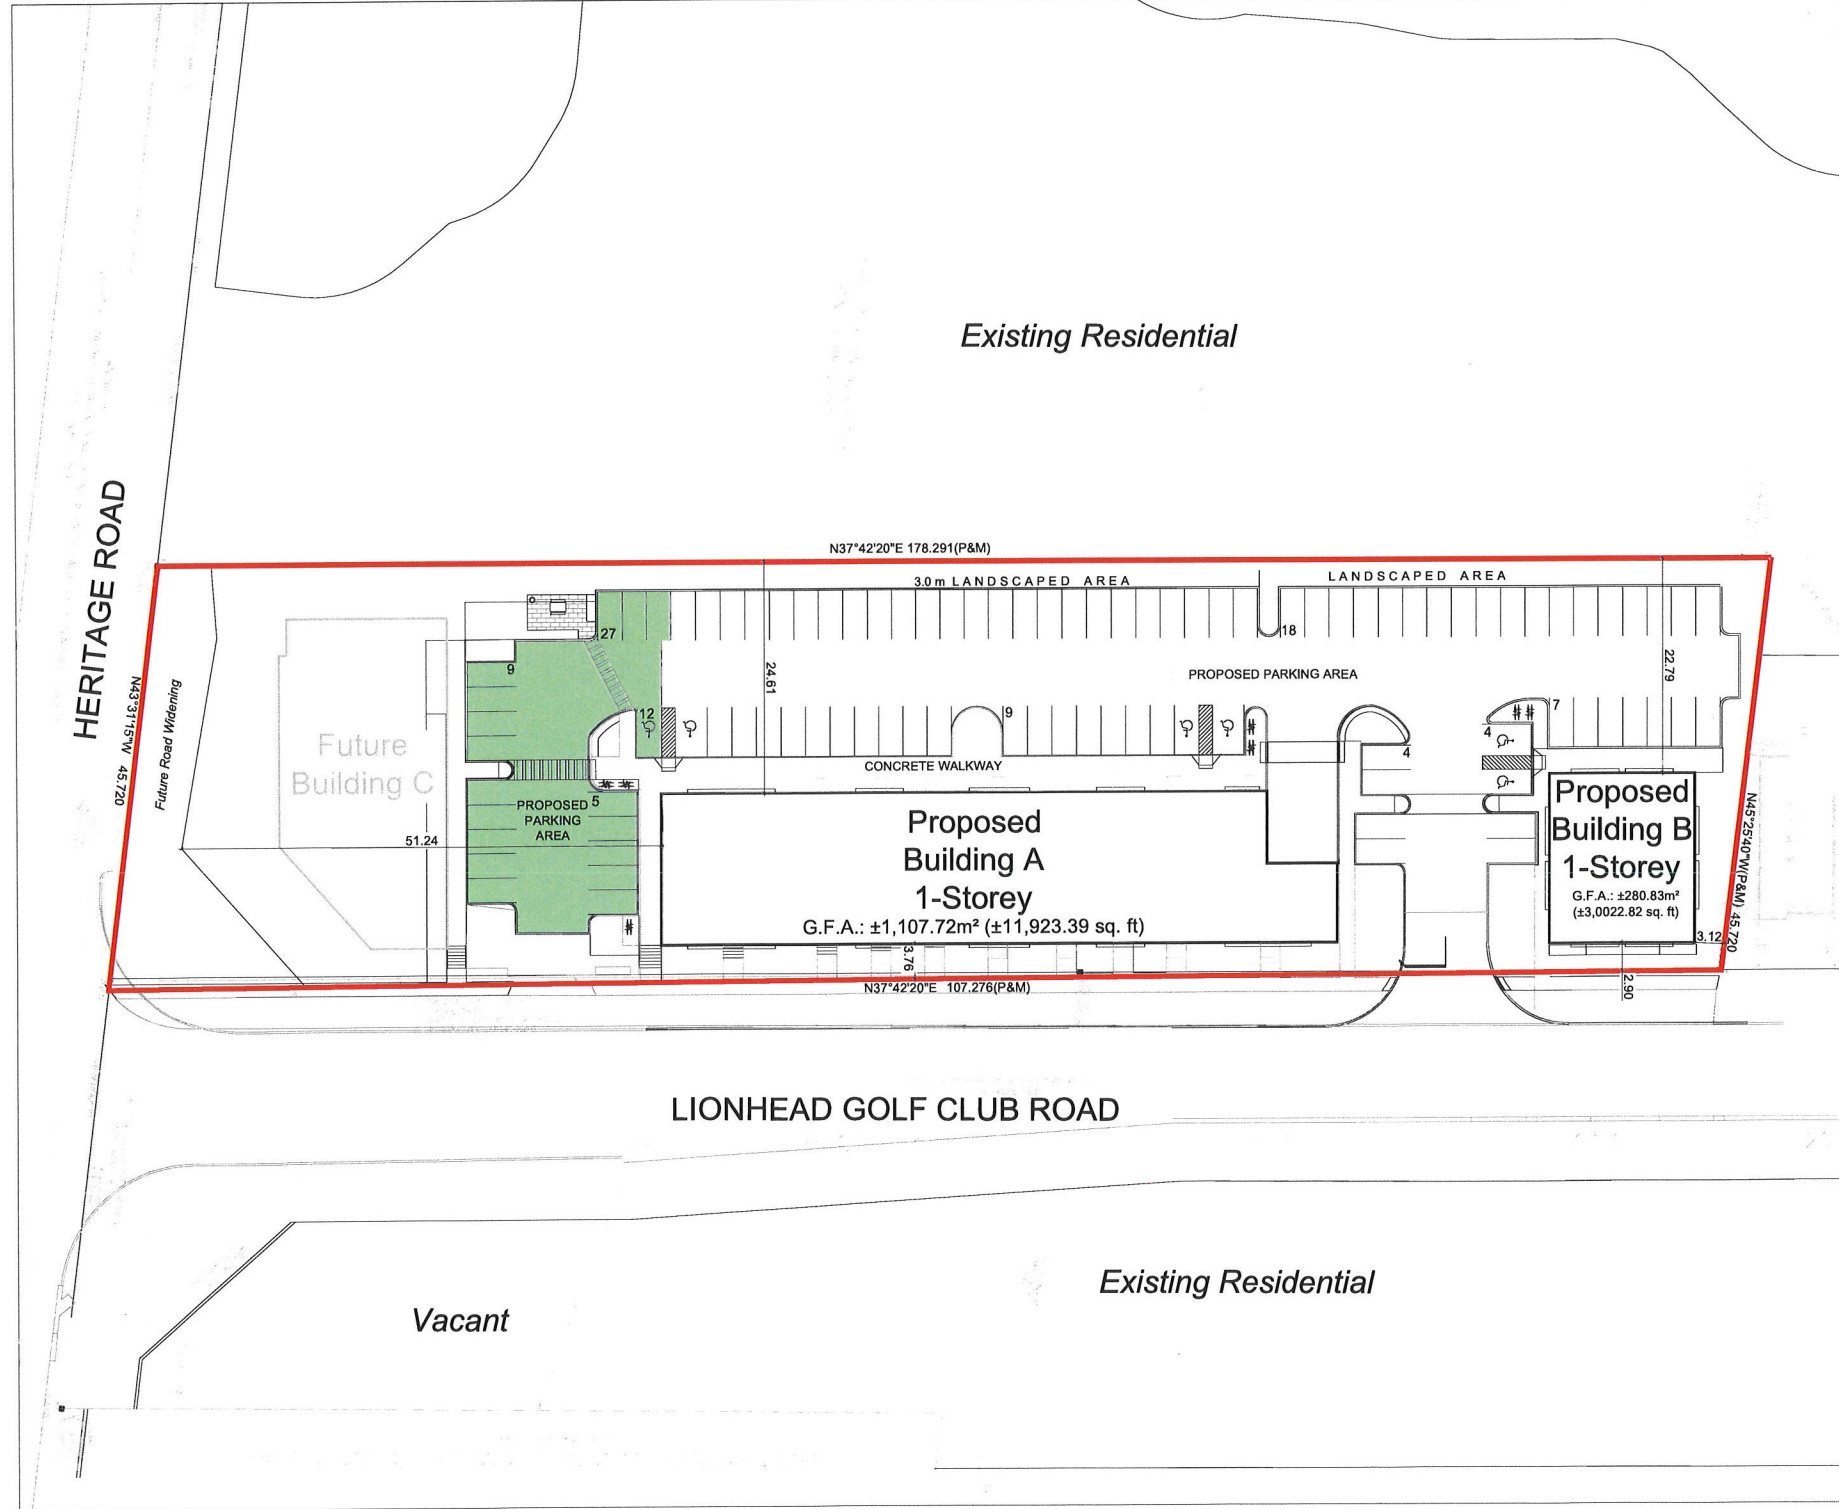 Existing Residential
HERITAGE ROAD
N37°42'20"E 178.291(P&M)
3.0 m LANDSCAPED AREA
LANDSCAPED AREA
27
18
9
PROPOSED PARKING AREA
24.61
22.79
N43°31'15"W 45.720
Future Road Widening
12
9
7
4
4
Future
Building C
CONCRETE WALKWAY
PROPOSED
PARKING
AREA
5
51.24
Proposed
Building A
1-Storey
G.F.A.: ±1,107.72m² (±11,923.39 sq. ft)
Proposed
Building B
1-Storey
G.F.A.: ±280.83m²
(±3,0022.82 sq. ft)
N45°25'40"W(P&M) 45.720
3.12
3.76
2.90
N37°42'20"E 107.276(P&M)
LIONHEAD GOLF CLUB ROAD
Existing Residential
Vacant